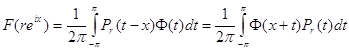 F(re^{ix}) = \frac{1}{2\pi} \int_{-\pi}^{\pi} P_r(t-x)\Phi(t)dt = \frac{1}{2\pi} \int_{-\pi}^{\pi} \Phi(x+t)P_r(t)dt